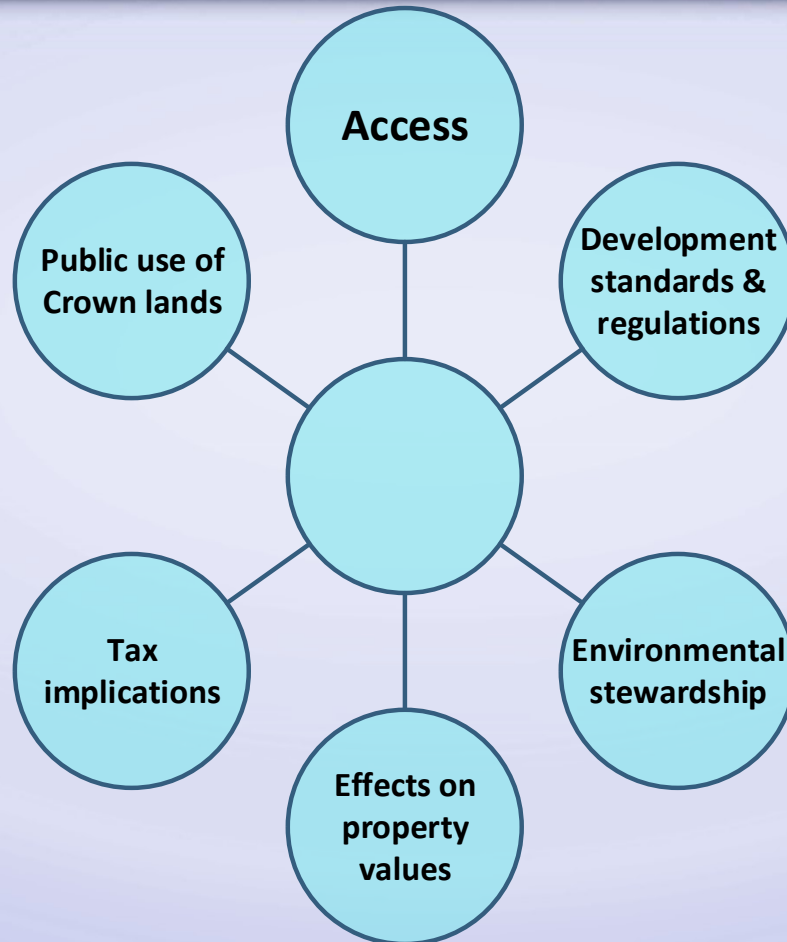 Access
Public use of
Crown lands
Development
standards &
regulations
Tax
implications
Environmental
stewardship
Effects on
property
values